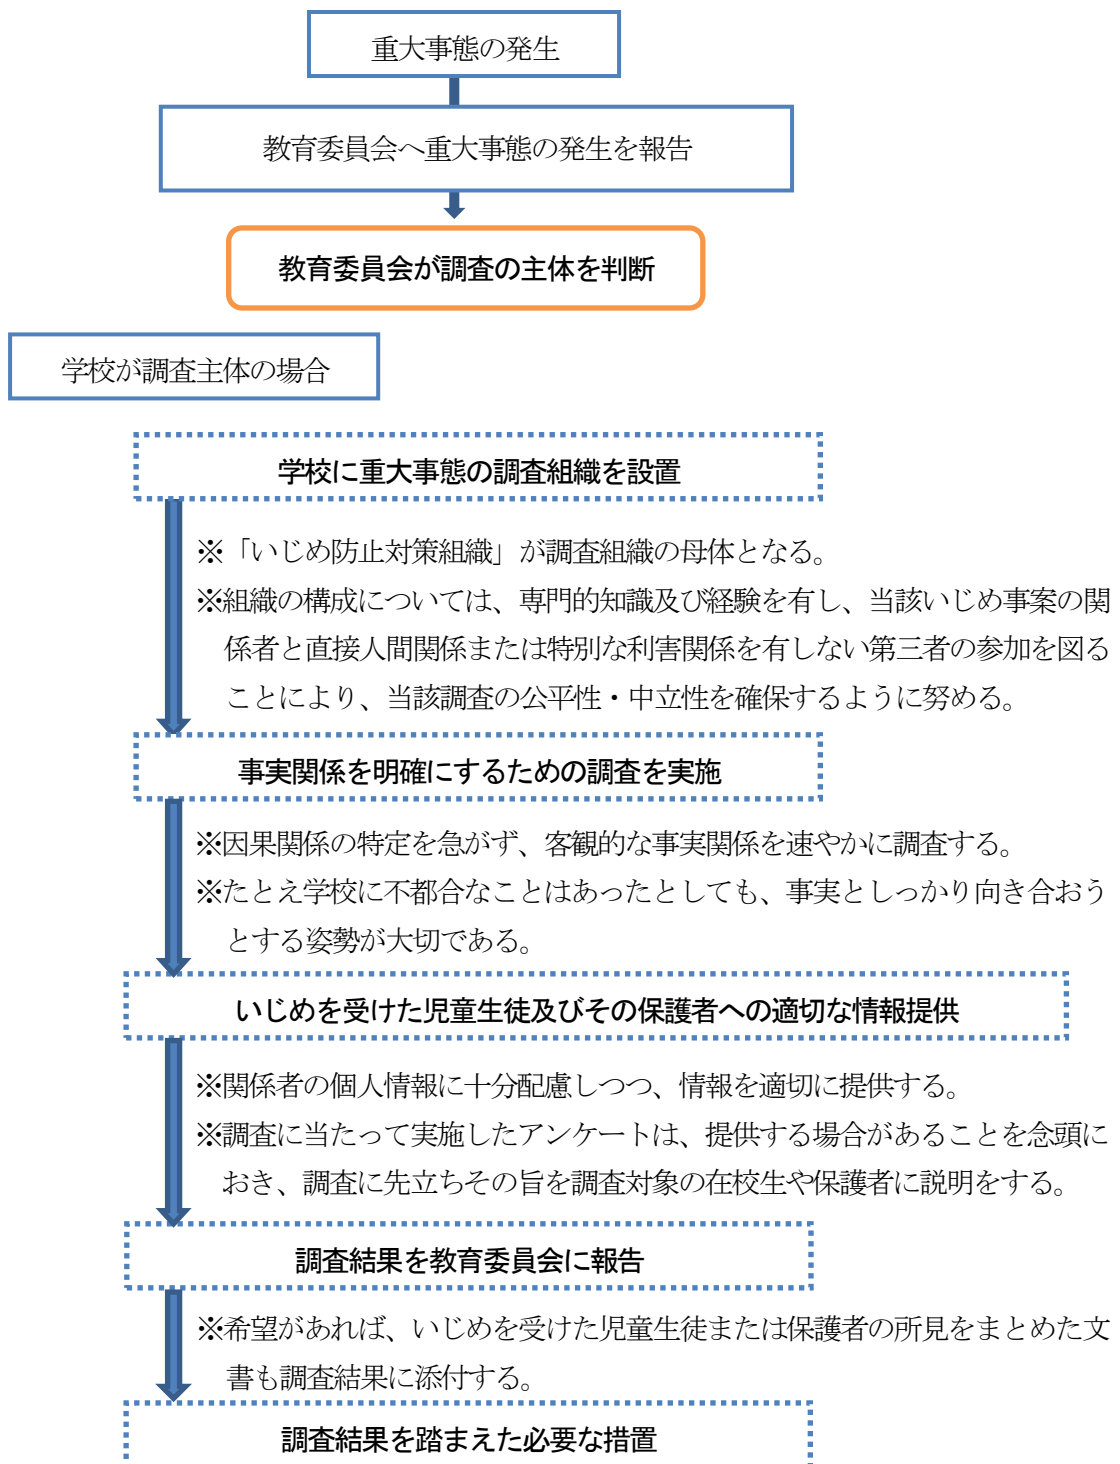 重大事態の発生
教育委員会へ重大事態の発生を報告
教育委員会が調査の主体を判断
学校が調査主体の場合
学校に重大事態の調査組織を設置
※「いじめ防止対策組織」が調査組織の母体となる。
※組織の構成については、専門的知識及び経験を有し、当該いじめ事案の関
係者と直接人間関係または特別な利害関係を有しない第三者の参加を図る
ことにより、当該調査の公平性・中立性を確保するように努める。
事実関係を明確にするための調査を実施
※因果関係の特定を急がず、客観的な事実関係を速やかに調査する。
※たとえ学校に不都合なことはあったとしても、事実としっかり向き合おう
とする姿勢が大切である。
いじめを受けた児童生徒及びその保護者への適切な情報提供
※関係者の個人情報に十分配慮しつつ、情報を適切に提供する。
※調査に当たって実施したアンケートは、提供する場合があることを念頭に
おき、調査に先立ちその旨を調査対象の在校生や保護者に説明をする。
調査結果を教育委員会に報告
※希望があれば、いじめを受けた児童生徒または保護者の所見をまとめた文
書も調査結果に添付する。
調査結果を踏まえた必要な措置